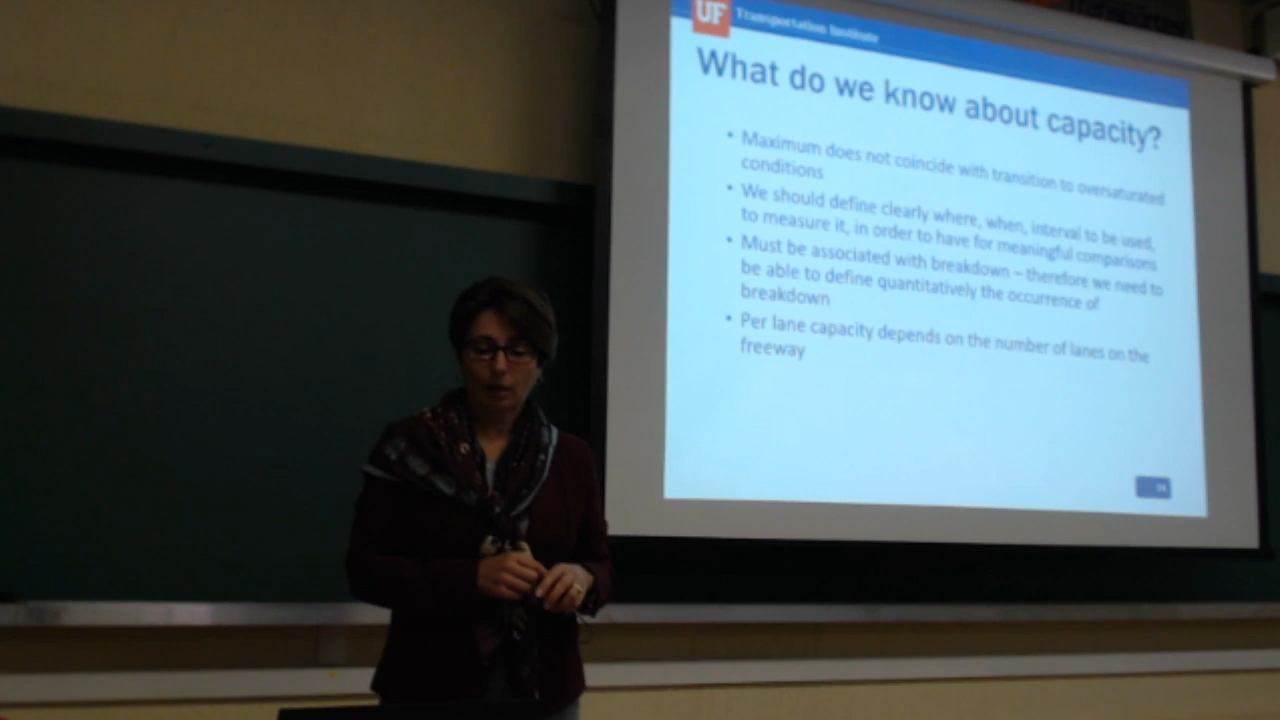 UF Transportation Institute
What do we know about capacity?
• Maximum does not coincide with transition to oversaturated
conditions
• We should define clearly where, when, interval to be used,
to measure it, in order to have for meaningful comparisons
• Must be associated with breakdown – therefore we need to
be able to define quantitatively the occurrence of
breakdown
• Per lane capacity depends on the number of lanes on the
freeway